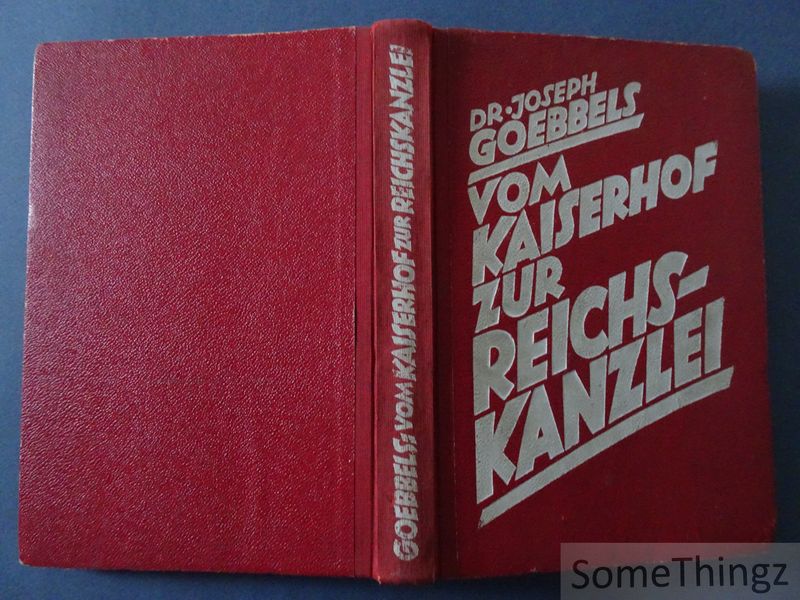 GOEBBELS, VOM KAISERHOF ZUR REICHSKANZLEI
DR. JOSEPH
GOEBBELS
VOM
KAISERHOF
ZUR
REICHS-
KANZLEI
SomeThingz